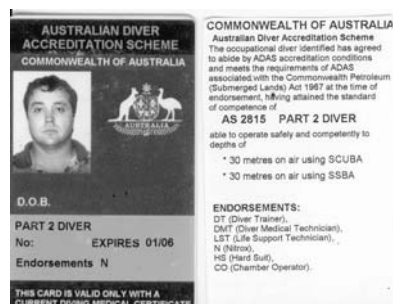 AUSTRALIAN DIVER
ACCREDITATION SCHEME
COMMONWEALTH OF AUSTRALIA
AUSTRALIA
D.O.B.
PART 2 DIVER
No: EXPIRES 01/06
Endorsements N
THIS CARD IS VALID ONLY WITH A
CURRENT DIVING MEDICAL CERTIFICATE
COMMONWEALTH OF AUSTRALIA
Australian Diver Accreditation Scheme
The occupational diver identified has agreed
to abide by ADAS accreditation conditions
and meets the requirements of ADAS
associated with the Commonwealth Petroleum
(Submerged Lands) Act 1967 at the time of
endorsement, having attained the standard
of competence of
AS 2815 PART 2 DIVER
able to operate safely and competently to
depths of
* 30 metres on air using SCUBA
* 30 metres on air using SSBA
ENDORSEMENTS:
DT (Diver Trainer),
DMT (Diver Medical Technician),
LST (Life Support Technician),
N (Nitrox),
HS (Hard Suit),
CO (Chamber Operator).